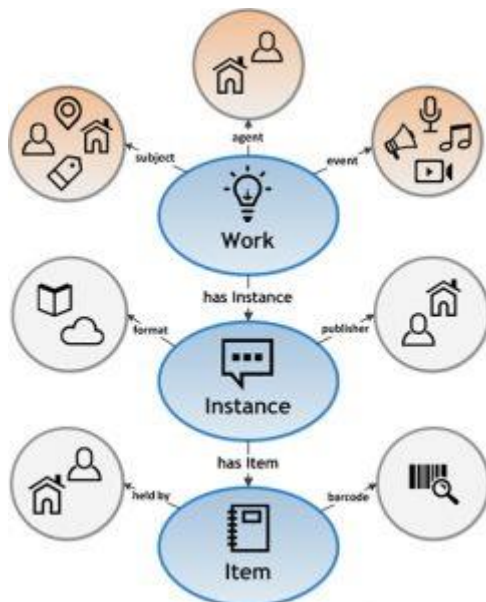 agent
subject
event
Work
has Instance
format
publisher
Instance
has Item
held by
barcode
Item